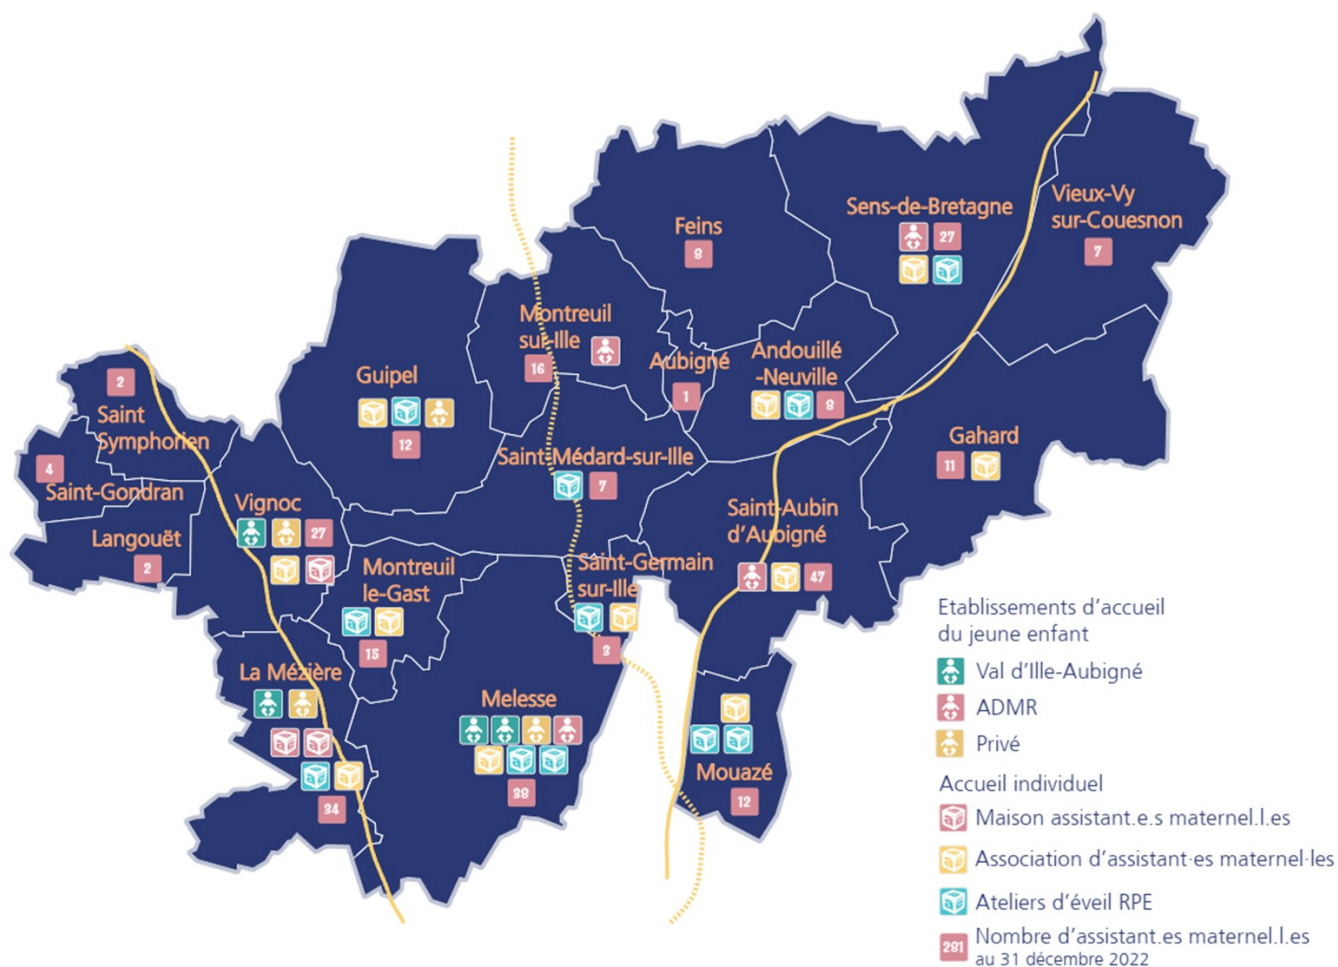 Feins
8
Sens-de-Bretagne
27
Vieux-Vy
sur-Couesnon
7
Montreuil
sur-Ille
16
Aubigné
1
Andouillé
-Neuville
8
Guipel
12
2
Saint
Symphorien
4
Saint-Gondran
Langouët
2
Vignoc
27
Saint-Médard-sur-Ille
7
Gahard
11
Saint-Aubin
d'Aubigné
47
Montreuil
le-Gast
15
Saint-Germain
sur-Ille
3
La Mézière
34
Melesse
38
Mouazé
12
Etablissements d'accueil
du jeune enfant
Val d'Ille-Aubigné
ADMR
Privé
Accueil individuel
Maison assistant.e.s maternel.l.es
Association d'assistant·es maternel·les
Ateliers d'éveil RPE
281 Nombre d'assistant.es maternel.l.es
au 31 décembre 2022